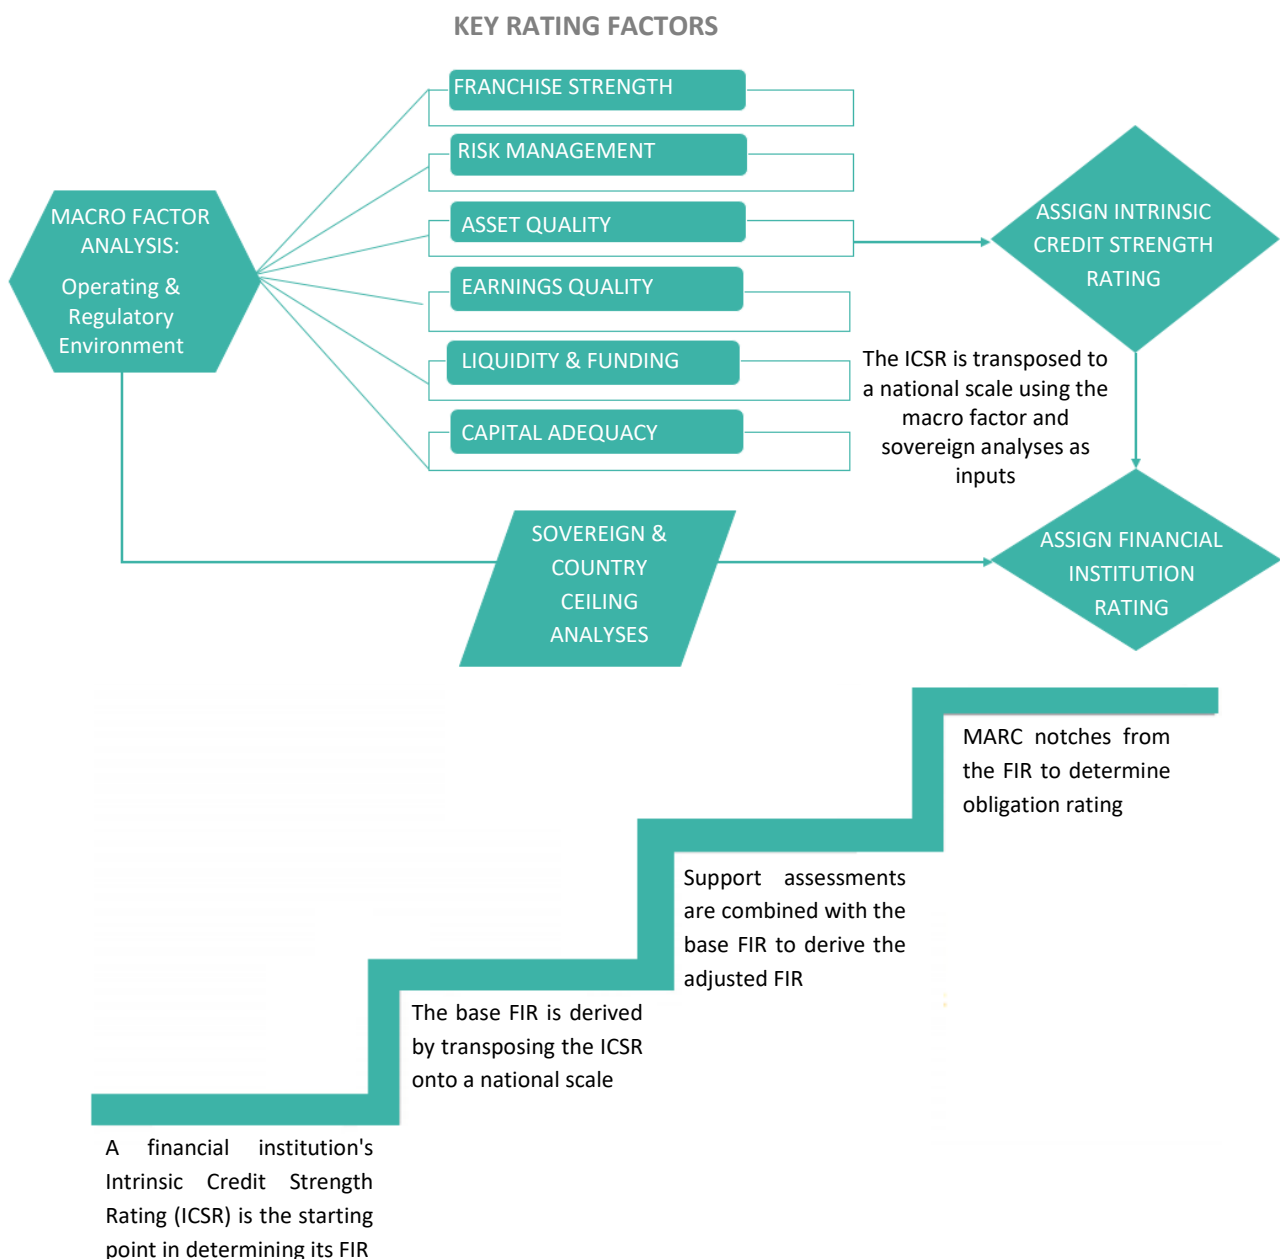 KEY RATING FACTORS
MACRO FACTOR
ANALYSIS:
Operating &
Regulatory
Environment
FRANCHISE STRENGTH
RISK MANAGEMENT
ASSET QUALITY
EARNINGS QUALITY
LIQUIDITY & FUNDING
CAPITAL ADEQUACY
ASSIGN INTRINSIC
CREDIT STRENGTH
RATING
The ICSR is transposed to
a national scale using the
macro factor and
sovereign analyses as
inputs
SOVEREIGN &
COUNTRY
CEILING
ANALYSES
ASSIGN FINANCIAL
INSTITUTION
RATING
MARC notches from
the FIR to determine
obligation rating
Support assessments
are combined with the
base FIR to derive the
adjusted FIR
The base FIR is derived
by transposing the ICSR
onto a national scale
A financial institution's
Intrinsic Credit Strength
Rating (ICSR) is the starting
point in determining its FIR